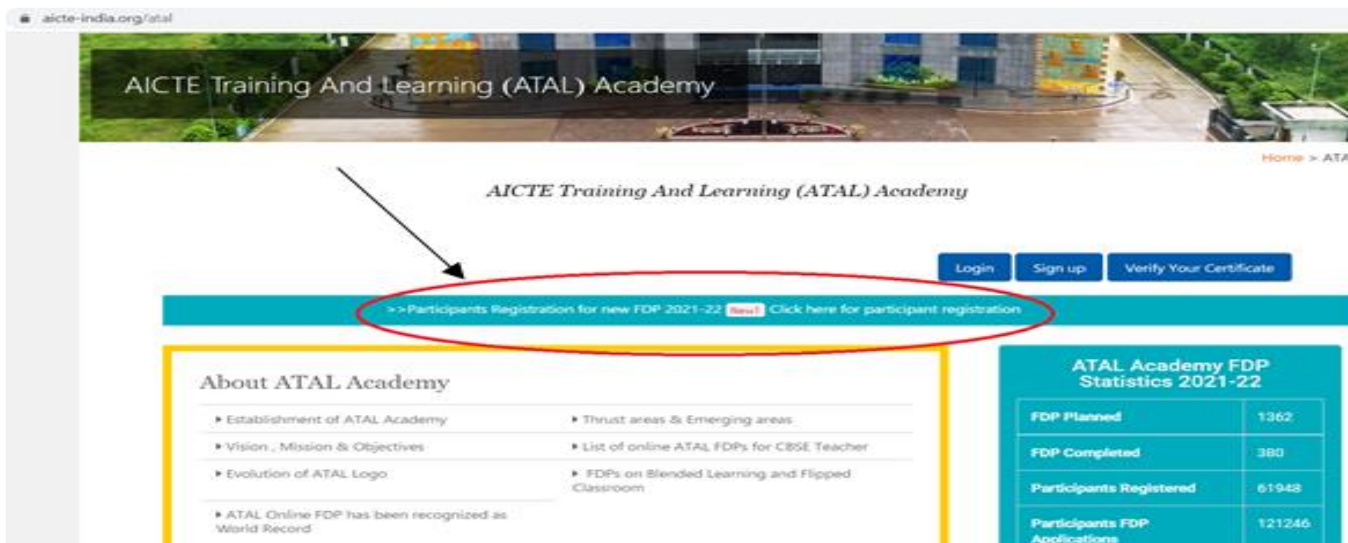 aicte-india.org/atal
AICTE Training And Learning (ATAL) Academy
Home > ATA
AICTE Training And Learning (ATAL) Academy
Login Sign up Verify Your Certificate
>>Participants Registration for new FDP 2021-22 New!! Click here for participant registration
About ATAL Academy
Establishment of ATAL Academy
Thrust areas & Emerging areas
Vision , Mission & Objectives
List of online ATAL FDPs for CBSE Teacher
Evolution of ATAL Logo
FDPs on Blended Learning and Flipped
Classroom
ATAL Online FDP has been recognized as
World Record
ATAL Academy FDP
Statistics 2021-22
FDP Planned 1362
FDP Completed 380
Participants Registered 61948
Participants FDP 121246
Applications